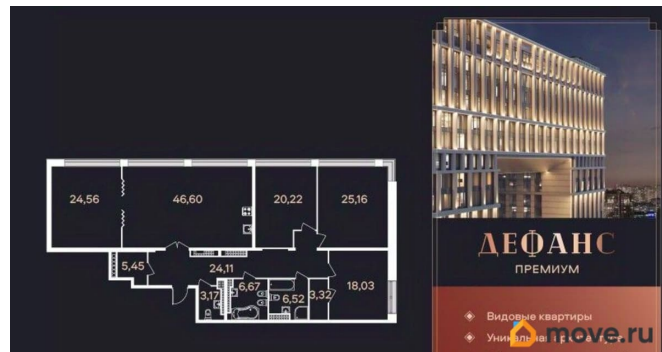 24,56
46,60
20,22
25,16
5,45
24,11
3,17
6,67
6,52
3,32
18,03
ДЕФАНС
ПРЕМИУМ
Видовые квартиры
move.ru